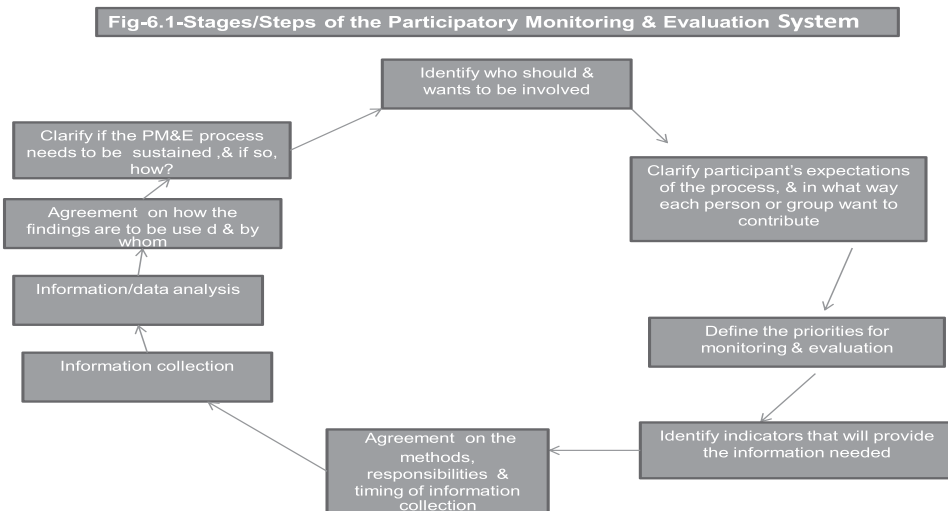 Fig-6.1-Stages/Steps of the Participatory Monitoring & Evaluation System
Identify who should &
wants to be involved
Clarify participant's expectations
of the process, & in what way
each person or group want to
contribute
Define the priorities for
monitoring & evaluation
Identify indicators that will provide
the information needed
Agreement on the
methods,
responsibilities &
timing of information
collection
Information collection
Information/data analysis
Agreement on how the
findings are to be use d & by
whom
Clarify if the PM&E process
needs to be sustained ,& if so,
how?